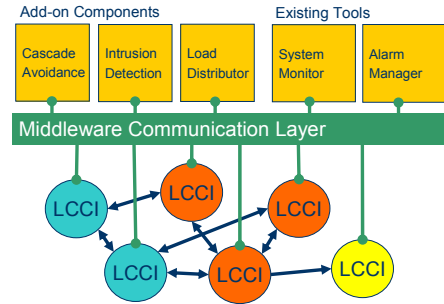 Add-on Components
Existing Tools
Cascade
Avoidance
Intrusion
Detection
Load
Distributor
System
Monitor
Alarm
Manager
Middleware Communication Layer
LCCI
LCCI
LCCI
LCCI
LCCI
LCCI